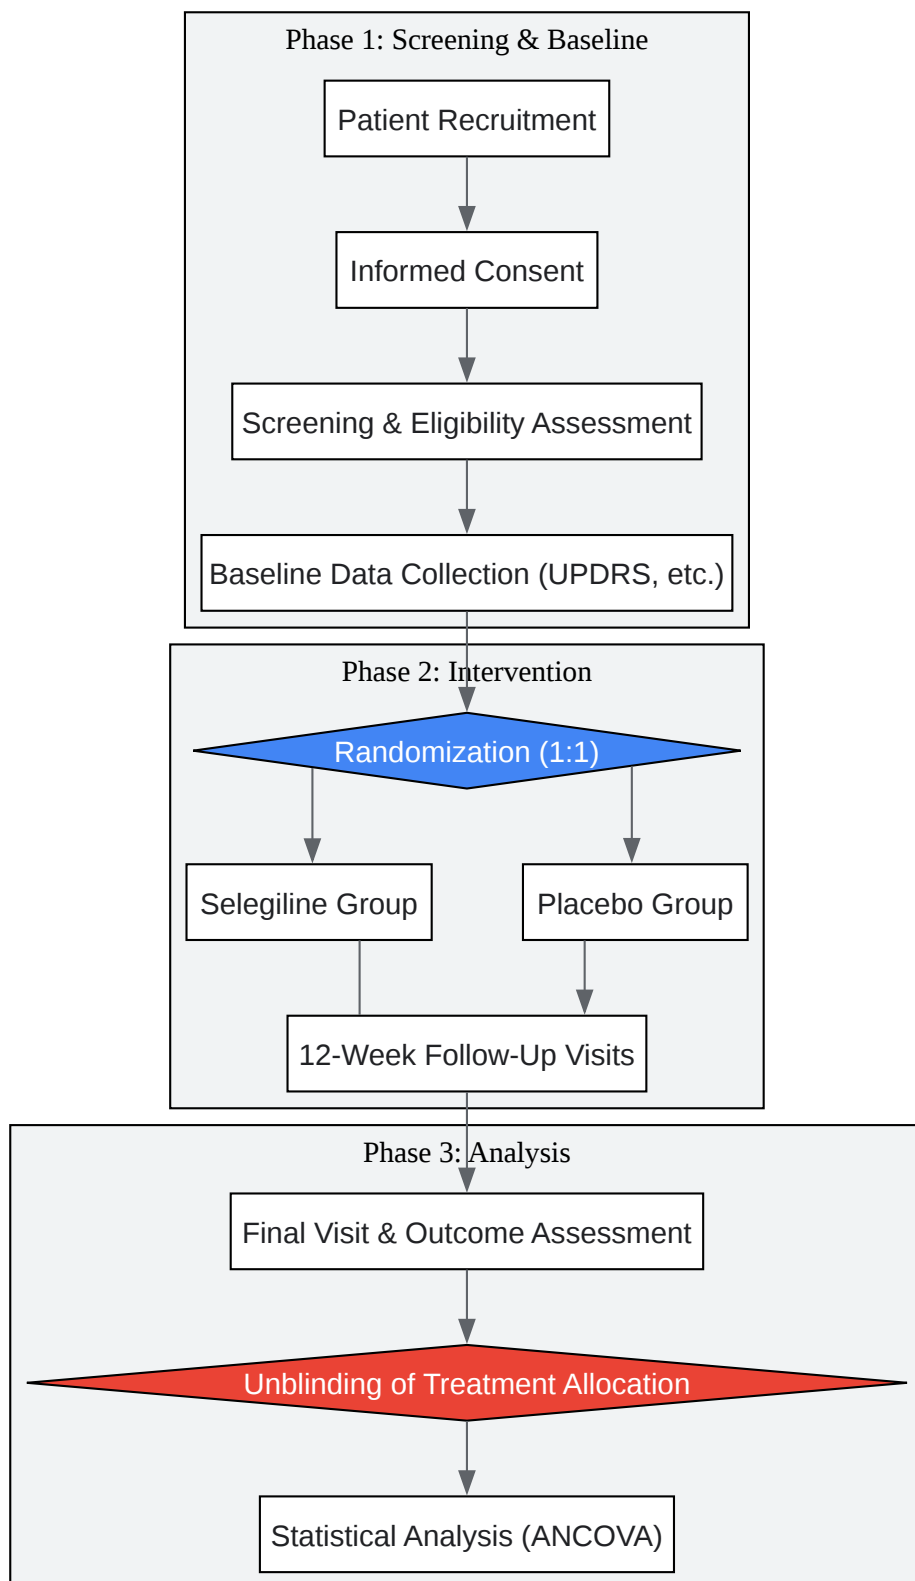 Phase 1: Screening & Baseline
Patient Recruitment
Informed Consent
Screening & Eligibility Assessment
Baseline Data Collection (UPDRS, etc.)
Phase 2: Intervention
Randomization (1:1)
Selegiline Group
Placebo Group
12-Week Follow-Up Visits
Phase 3: Analysis
Final Visit & Outcome Assessment
Unblinding of Treatment Allocation
Statistical Analysis (ANCOVA)